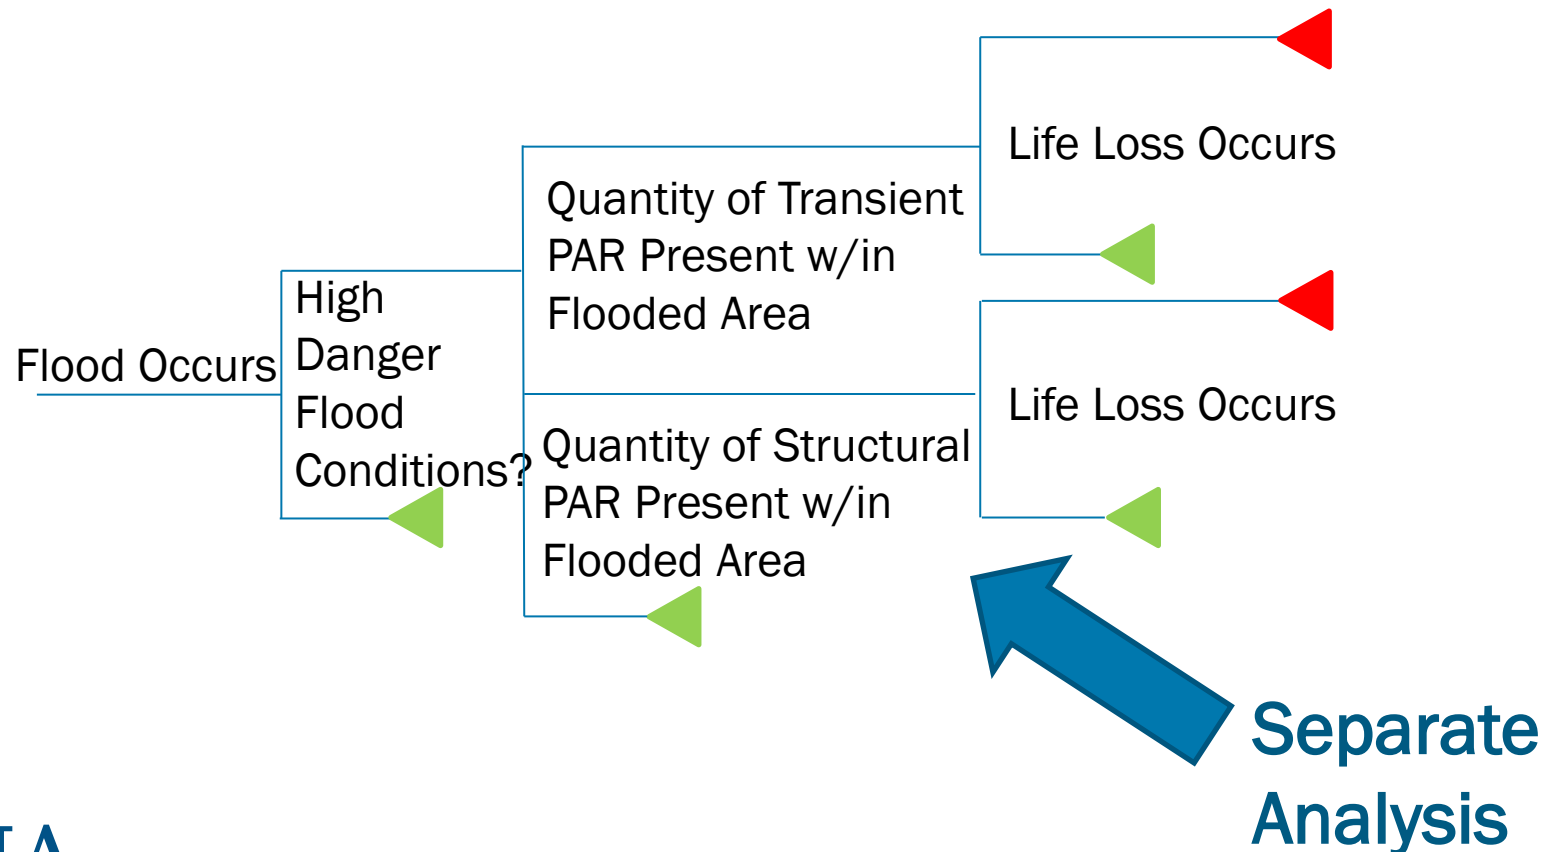 Life Loss Occurs
Quantity of Transient
PAR Present w/in
Flooded Area
High
Danger
Flood
Conditions?
Flood Occurs
Life Loss Occurs
Quantity of Structural
PAR Present w/in
Flooded Area
Separate
Analysis